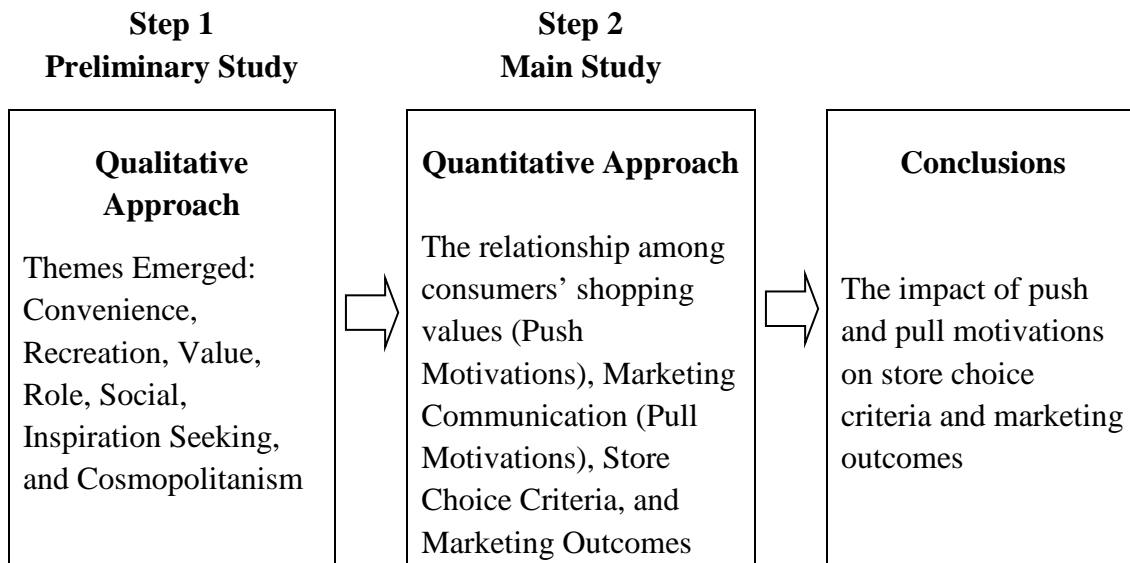 Step 1
Preliminary Study
Step 2
Main Study
Qualitative
Approach
Themes Emerged:
Convenience,
Recreation, Value,
Role, Social,
Inspiration Seeking,
and Cosmopolitanism
Quantitative Approach
The relationship among
consumers’ shopping
values (Push
Motivations), Marketing
Communication (Pull
Motivations), Store
Choice Criteria, and
Marketing Outcomes
Conclusions
The impact of push
and pull motivations
on store choice
criteria and marketing
outcomes